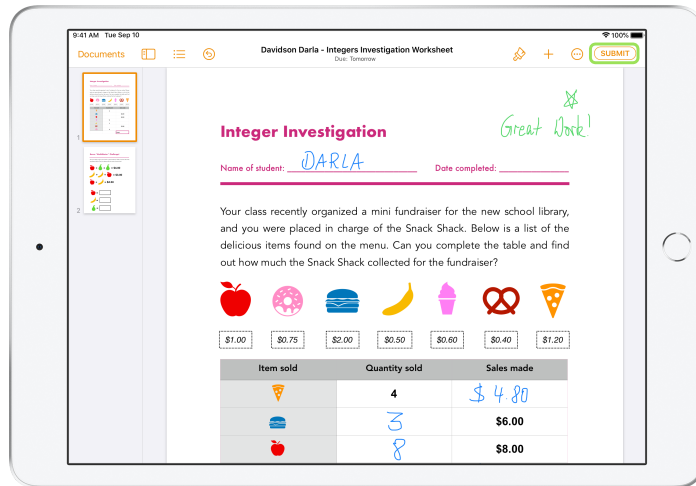 9:41 AM Tue Sep 10
100%
Documents
Davidson Darla - Integers Investigation Worksheet
Due: Tomorrow
SUBMIT
1
2
Great Work!
Integer Investigation
Name of student: DARLA
Date completed:
Your class recently organized a mini fundraiser for the new school library,
and you were placed in charge of the Snack Shack. Below is a list of the
delicious items found on the menu. Can you complete the table and find
out how much the Snack Shack collected for the fundraiser?
$1.00 $0.75 $2.00 $0.50 $0.60 $0.40 $1.20
Item sold Quantity sold Sales made
4 $ 4.80
3 $6.00
8 $8.00